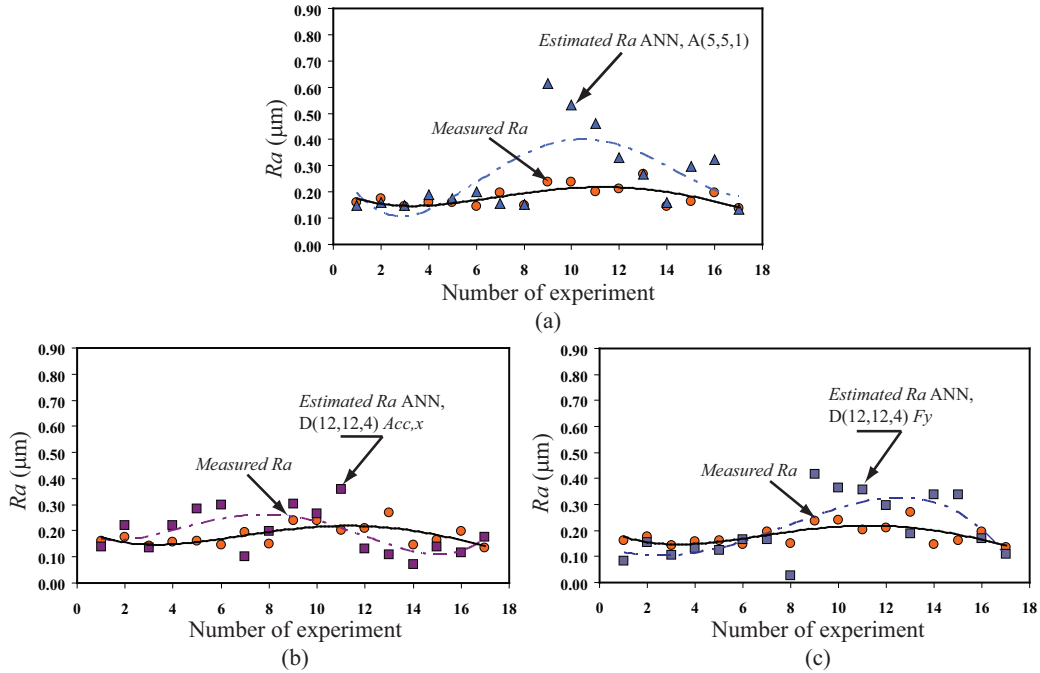 0.90
0.80
0.70
0.60
0.50
0.40
0.30
0.20
0.10
0.00
Ra (µm)
Estimated Ra ANN, A(5,5,1)
Measured Ra
0 2 4 6 8 10 12 14 16 18
Number of experiment
(a)
0.90
0.80
0.70
0.60
0.50
0.40
0.30
0.20
0.10
0.00
Ra (µm)
Estimated Ra ANN,
D(12,12,4) Acc,x
Measured Ra
0 2 4 6 8 10 12 14 16 18
Number of experiment
(b)
0.90
0.80
0.70
0.60
0.50
0.40
0.30
0.20
0.10
0.00
Ra (µm)
Estimated Ra ANN,
D(12,12,4) Fy
Measured Ra
0 2 4 6 8 10 12 14 16 18
Number of experiment
(c)